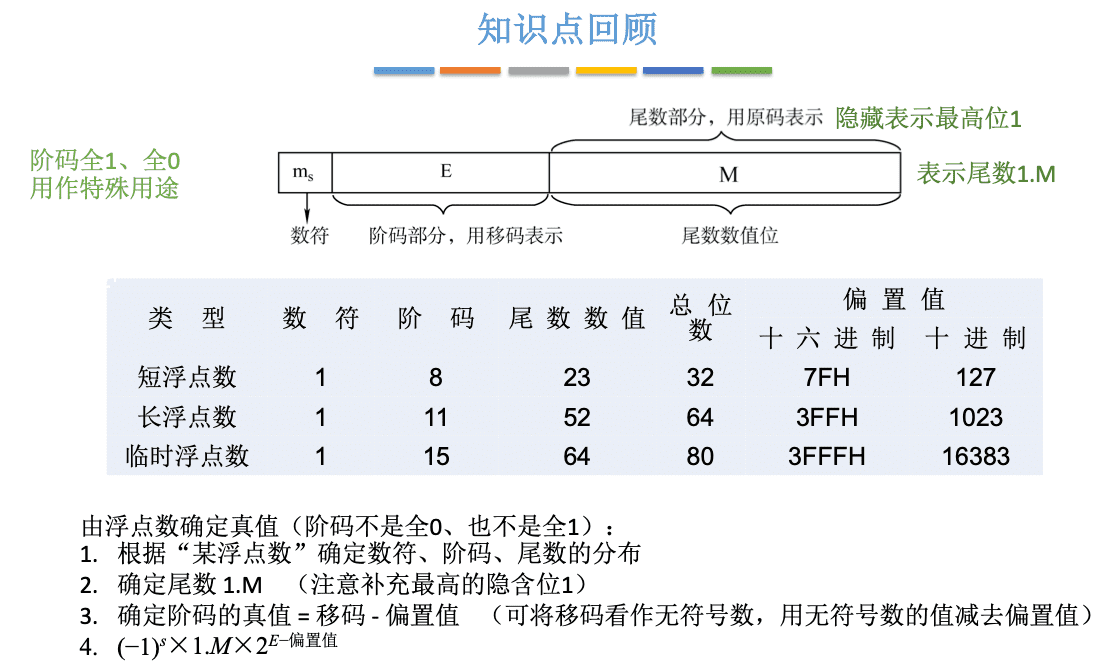 知识点回顾
尾数部分，用原码表示 隐藏表示最高位1
阶码全1、全0
用作特殊用途
mₛ E M
表示尾数1.M
数符 阶码部分，用移码表示 尾数数值位
类 型 数 符 阶 码 尾数数值 总位数 偏置值
十六进制 十进制
短浮点数 1 8 23 32 7FH 127
长浮点数 1 11 52 64 3FFH 1023
临时浮点数 1 15 64 80 3FFFH 16383
由浮点数确定真值（阶码不是全0、也不是全1）：
1. 根据“某浮点数”确定数符、阶码、尾数的分布
2. 确定尾数 1.M （注意补充最高的隐含位1）
3. 确定阶码的真值 = 移码 - 偏置值 （可将移码看作无符号数，用无符号数的值减去偏置值）
4. (−1)ˢ×1.M×2^(E−偏置值)